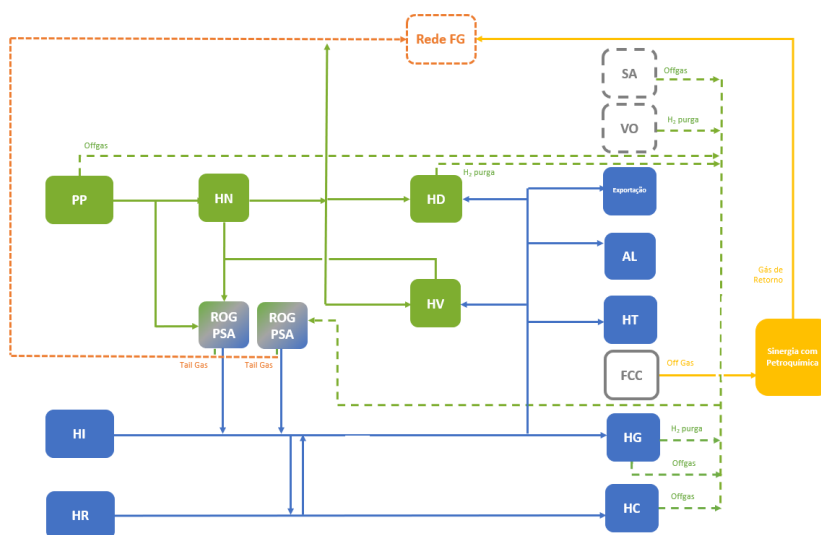 Rede FG
SA
Offgas
VO
H₂ purga
Offgas
H₂ purga
PP
HN
HD
Exportação
AL
Gás de
Retorno
HV
HT
ROG
PSA
ROG
PSA
Sinergia com
Petroquímica
Tail Gas
Tail Gas
FCC
Off Gas
HI
HG
H₂ purga
Offgas
HR
HC
Offgas